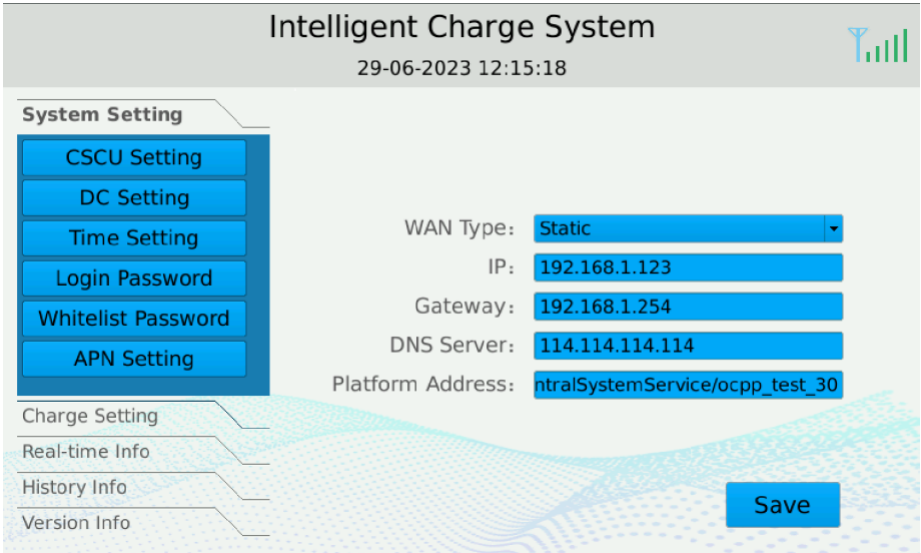 Intelligent Charge System
29-06-2023 12:15:18
System Setting
CSCU Setting
DC Setting
Time Setting
Login Password
Whitelist Password
APN Setting
Charge Setting
Real-time Info
History Info
Version Info
WAN Type: Static
IP: 192.168.1.123
Gateway: 192.168.1.254
DNS Server: 114.114.114.114
Platform Address: ntralSystemService/ocpp_test_30
Save